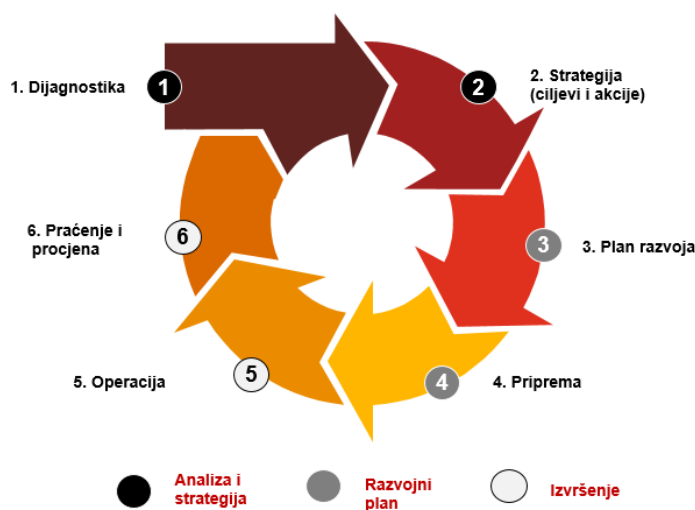 1. Dijagnostika
1
2
2. Strategija
(ciljevi i akcije)
6. Praćenje i
procjena
6
3
3. Plan razvoja
5. Operacija
5
4
4. Priprema
Analiza i
strategija
Razvojni
plan
Izvršenje